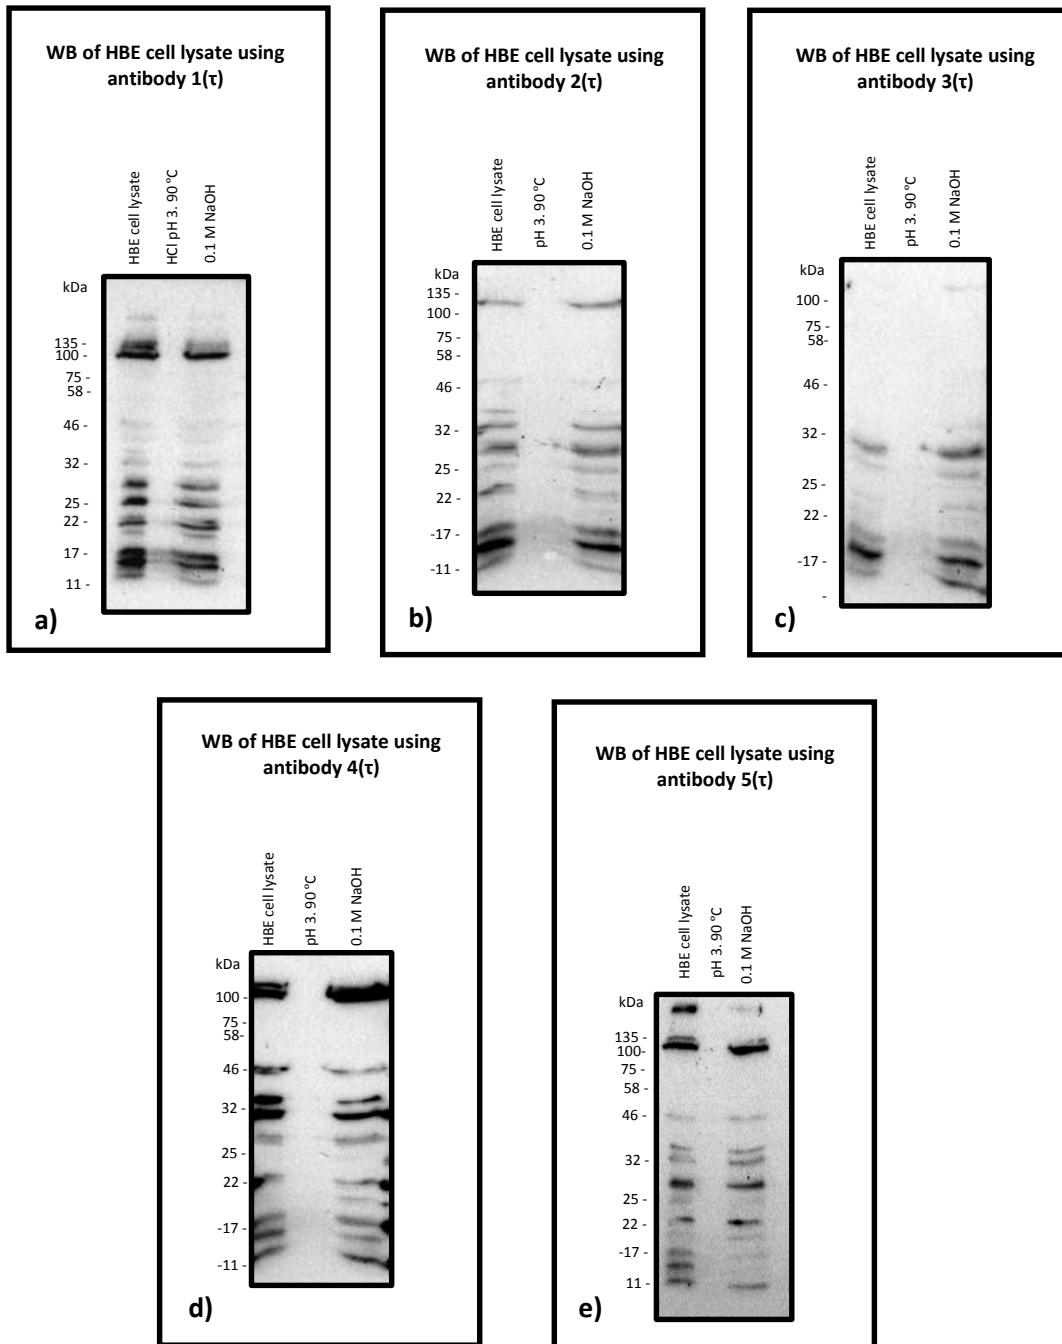 WB of HBE cell lysate using
antibody 1(τ)
HBE cell lysate
HCl pH 3. 90 °C
0.1 M NaOH
kDa
135 -
100 -
75 -
58 -
46 -
32 -
25 -
22 -
17 -
11 -
a)
WB of HBE cell lysate using
antibody 2(τ)
HBE cell lysate
pH 3. 90 °C
0.1 M NaOH
kDa
135 -
100 -
75 -
58 -
46 -
32 -
25 -
22 -
-17 -
-11 -
b)
WB of HBE cell lysate using
antibody 3(τ)
HBE cell lysate
pH 3. 90 °C
0.1 M NaOH
kDa
100 -
75 -
58-
46 -
32 -
25 -
22 -
-17 -
-
c)
WB of HBE cell lysate using
antibody 4(τ)
HBE cell lysate
pH 3. 90 °C
0.1 M NaOH
kDa
100 -
75 -
58-
46 -
32 -
25 -
22 -
-17 -
-11 -
d)
WB of HBE cell lysate using
antibody 5(τ)
HBE cell lysate
pH 3. 90 °C
0.1 M NaOH
kDa
135 -
100-
75 -
58 -
46 -
32 -
25 -
22 -
-17 -
11 -
e)